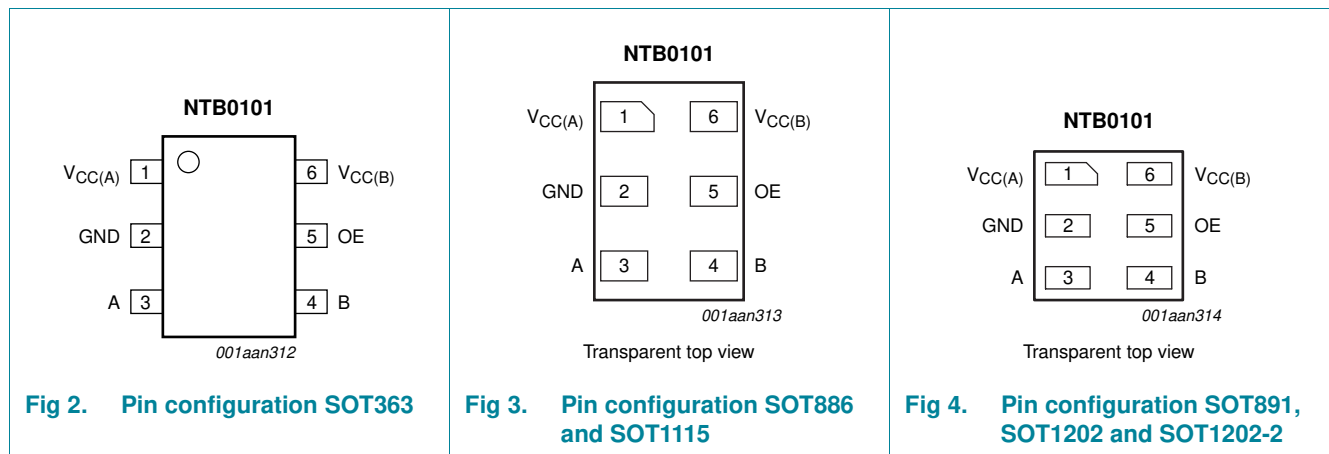 NTB0101
VCC(A) 1 6 VCC(B)
GND 2 5 OE
A 3 4 B
001aan312
Fig 2. Pin configuration SOT363
NTB0101
VCC(A) 1 6 VCC(B)
GND 2 5 OE
A 3 4 B
001aan313
Transparent top view
Fig 3. Pin configuration SOT886
and SOT1115
NTB0101
VCC(A) 1 6 VCC(B)
GND 2 5 OE
A 3 4 B
001aan314
Transparent top view
Fig 4. Pin configuration SOT891,
SOT1202 and SOT1202-2